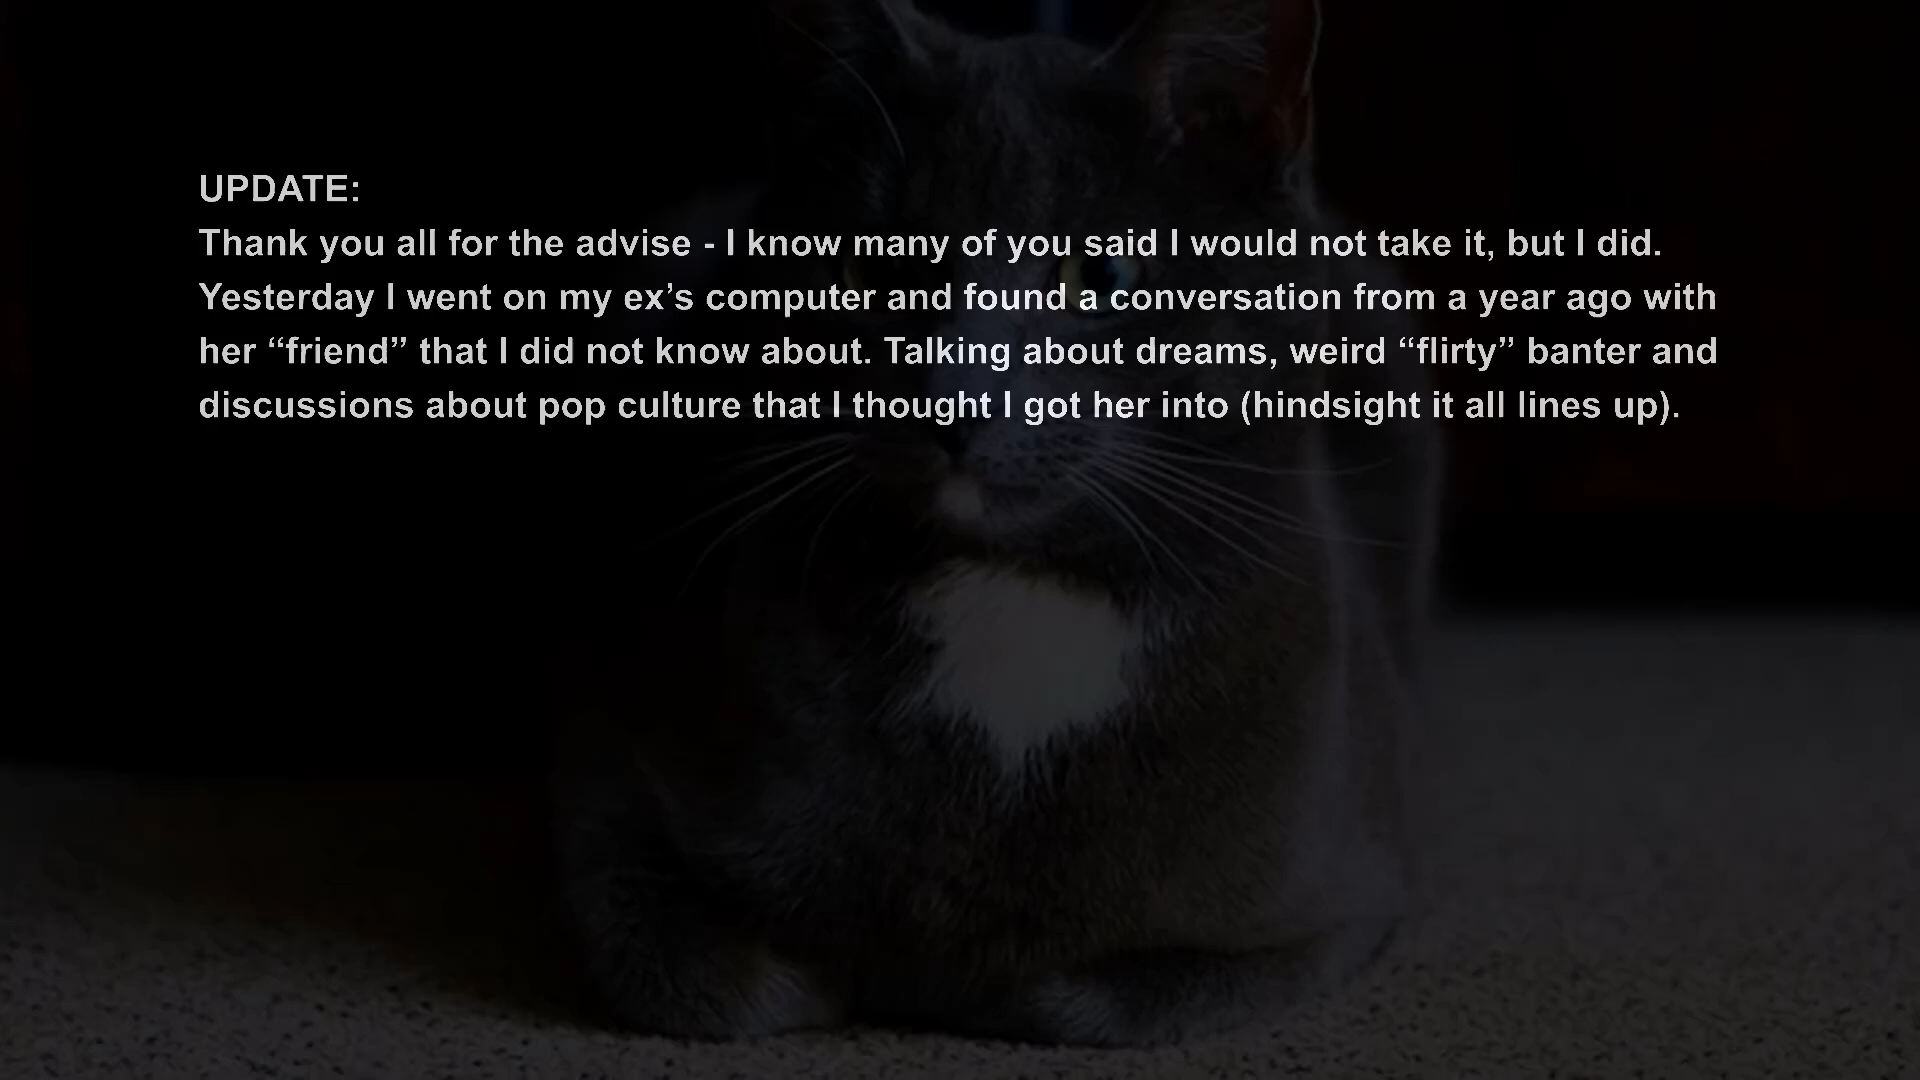 UPDATE:
Thank you all for the advise - I know many of you said I would not take it, but I did.
Yesterday I went on my ex’s computer and found a conversation from a year ago with
her “friend” that I did not know about. Talking about dreams, weird “flirty” banter and
discussions about pop culture that I thought I got her into (hindsight it all lines up).